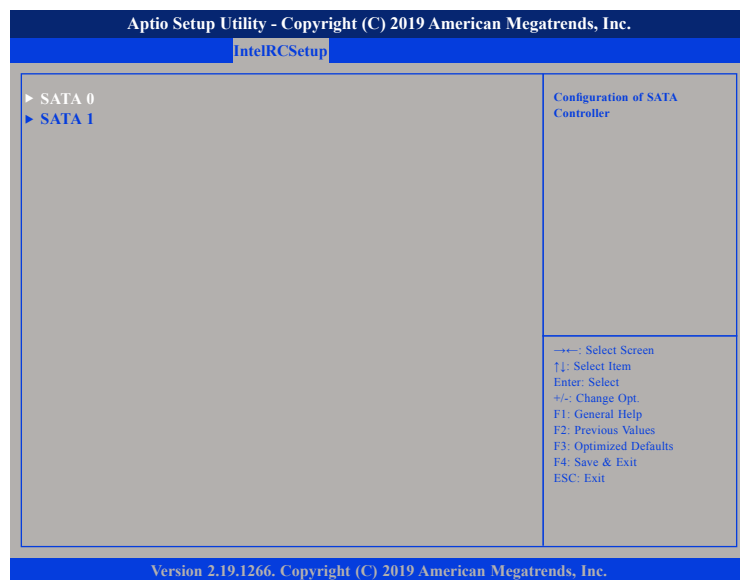 Aptio Setup Utility - Copyright (C) 2019 American Megatrends, Inc.
IntelRCSetup
► SATA 0
► SATA 1
Configuration of SATA
Controller
→←: Select Screen
↑↓: Select Item
Enter: Select
+/-: Change Opt.
F1: General Help
F2: Previous Values
F3: Optimized Defaults
F4: Save & Exit
ESC: Exit
Version 2.19.1266. Copyright (C) 2019 American Megatrends, Inc.